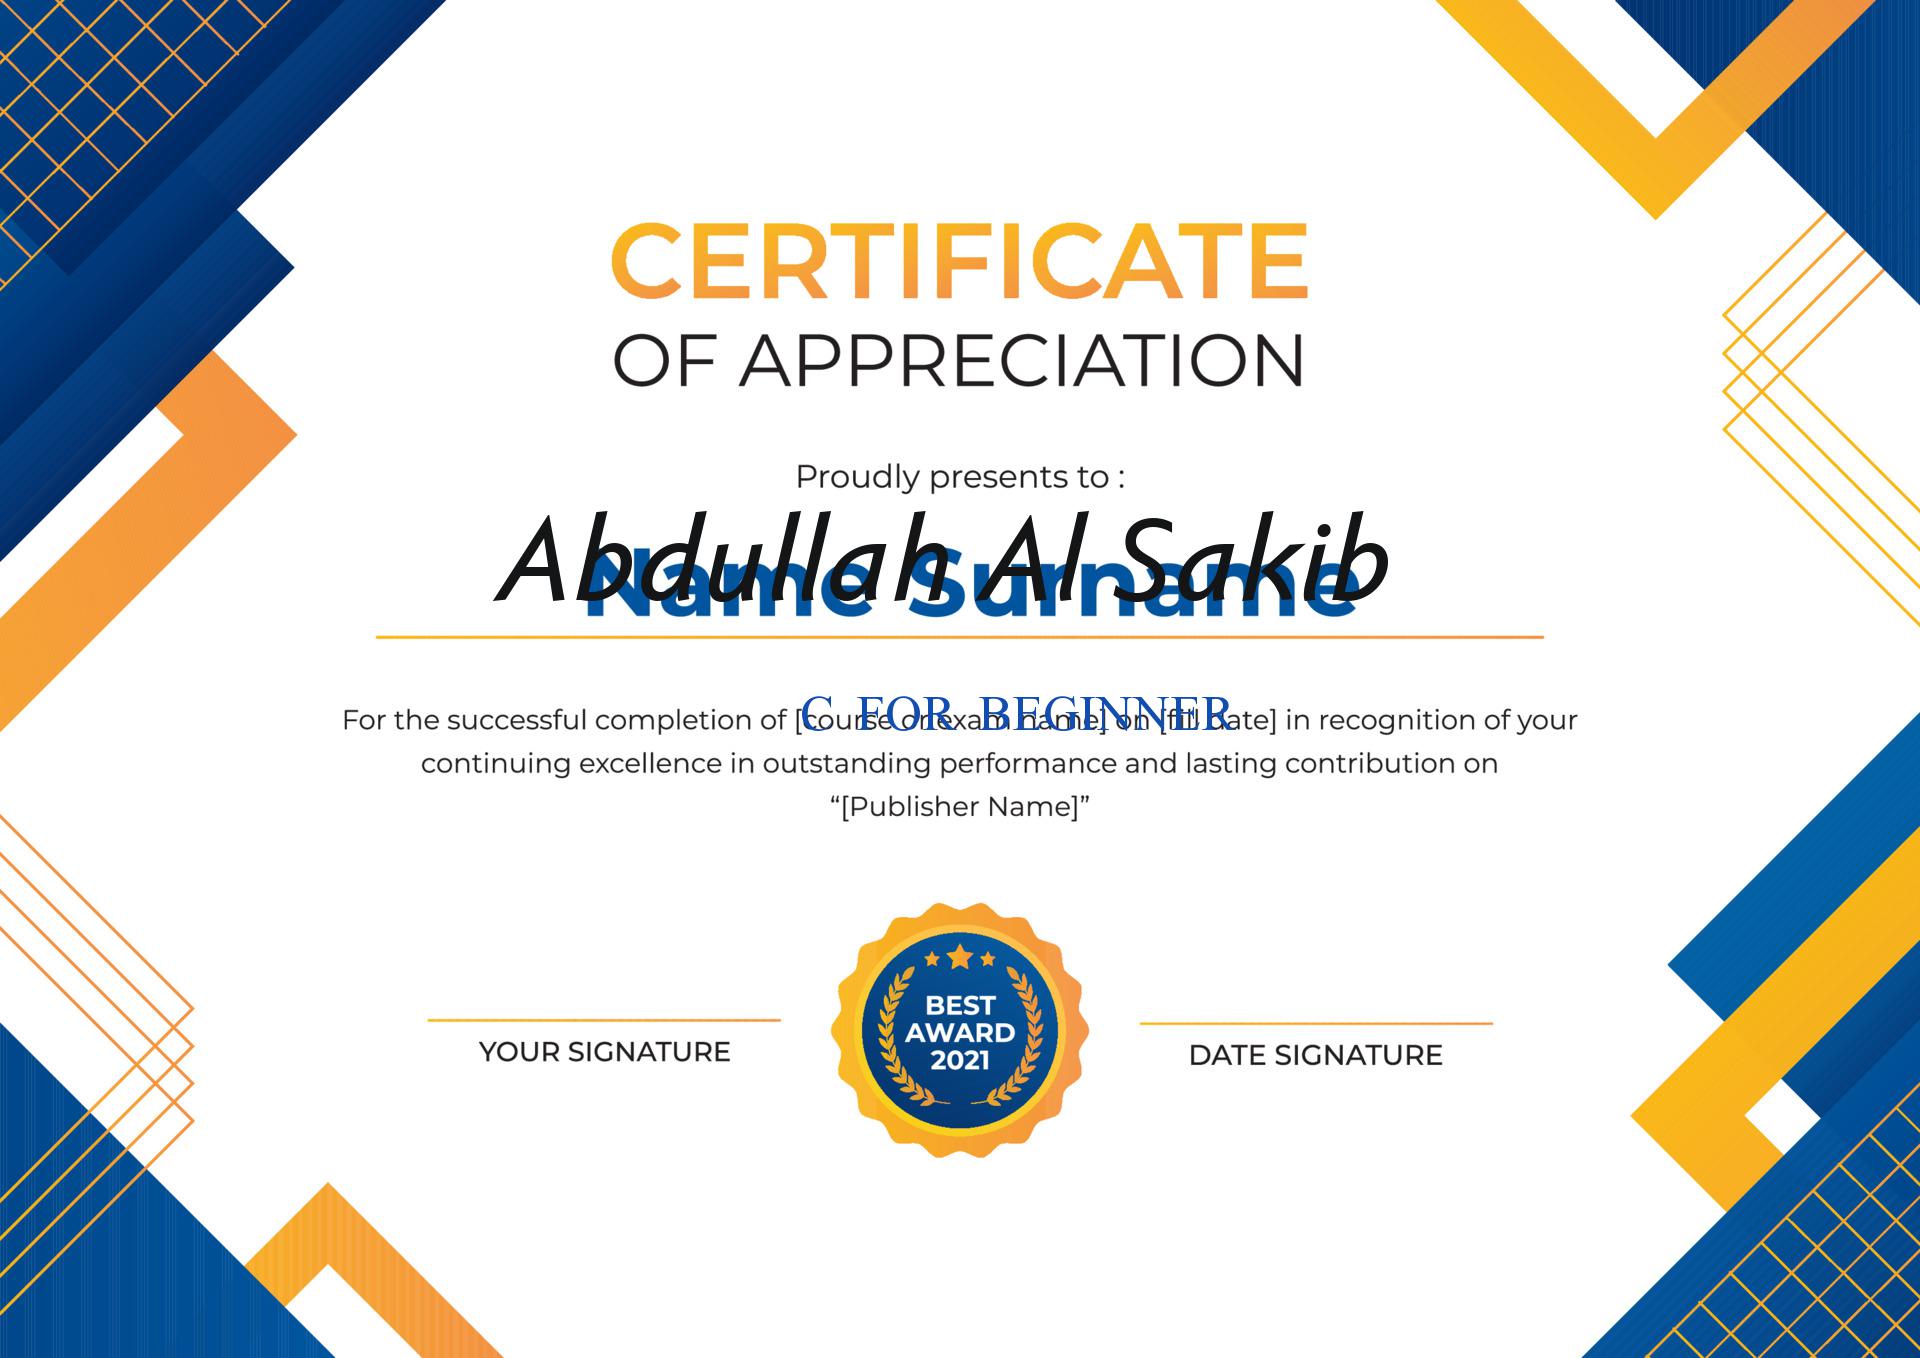 CERTIFICATE
OF APPRECIATION
Proudly presents to :
Abdullah Al Sakib
Name Surname
C FOR BEGINNER
For the successful completion of [course or exam name] on [fill date] in recognition of your
continuing excellence in outstanding performance and lasting contribution on
“[Publisher Name]”
BEST
AWARD
2021
YOUR SIGNATURE
DATE SIGNATURE